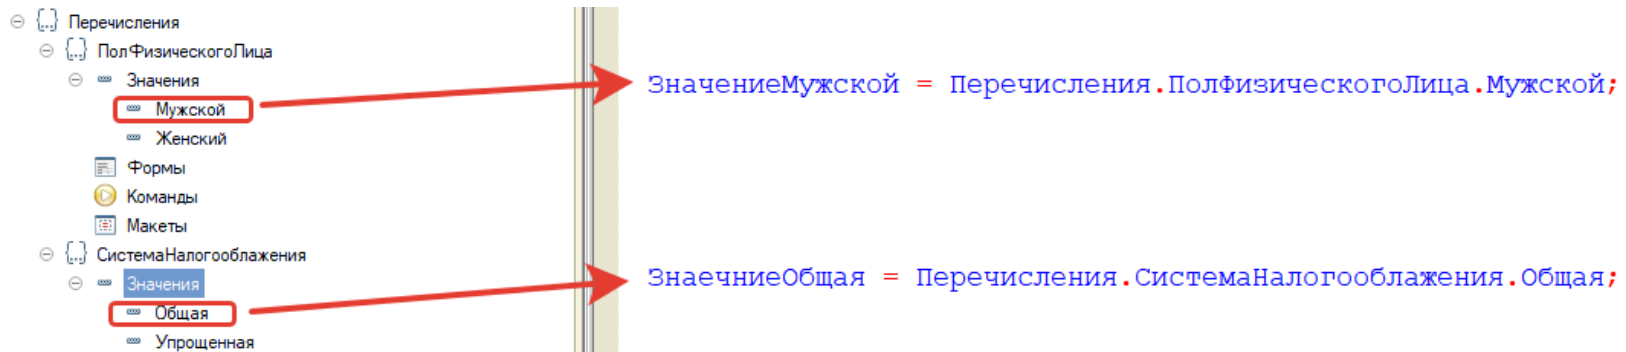 Перечисления
ПолФизическогоЛица
Значения
Мужской
Женский
Формы
Команды
Макеты
СистемаНалогооблажения
Значения
Общая
Упрощенная
ЗначениеМужской = Перечисления.ПолФизическогоЛица.Мужской;
ЗнаечниеОбщая = Перечисления.СистемаНалогооблажения.Общая;